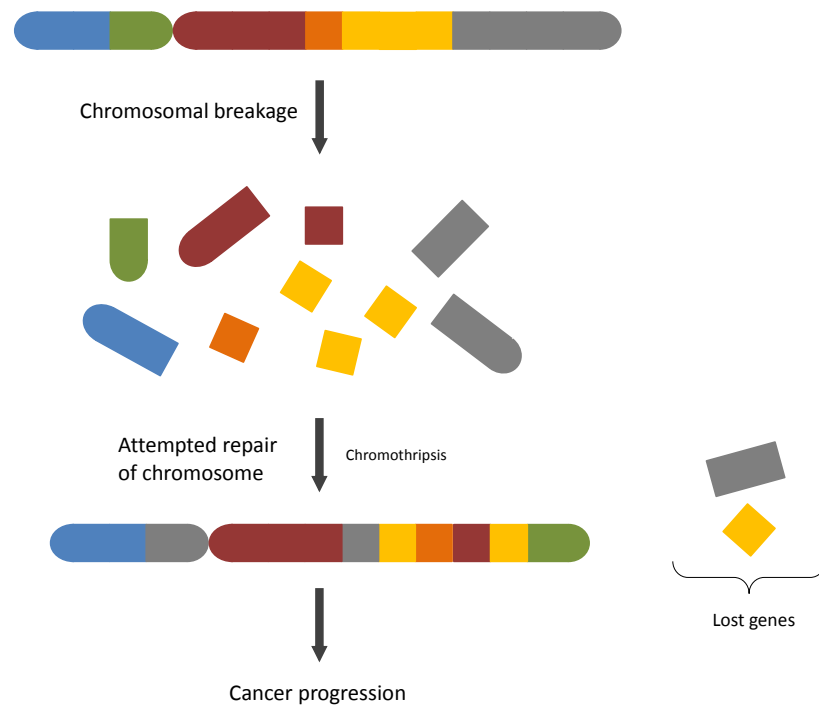 Chromosomal breakage
Attempted repair
of chromosome
Chromothripsis
Lost genes
Cancer progression